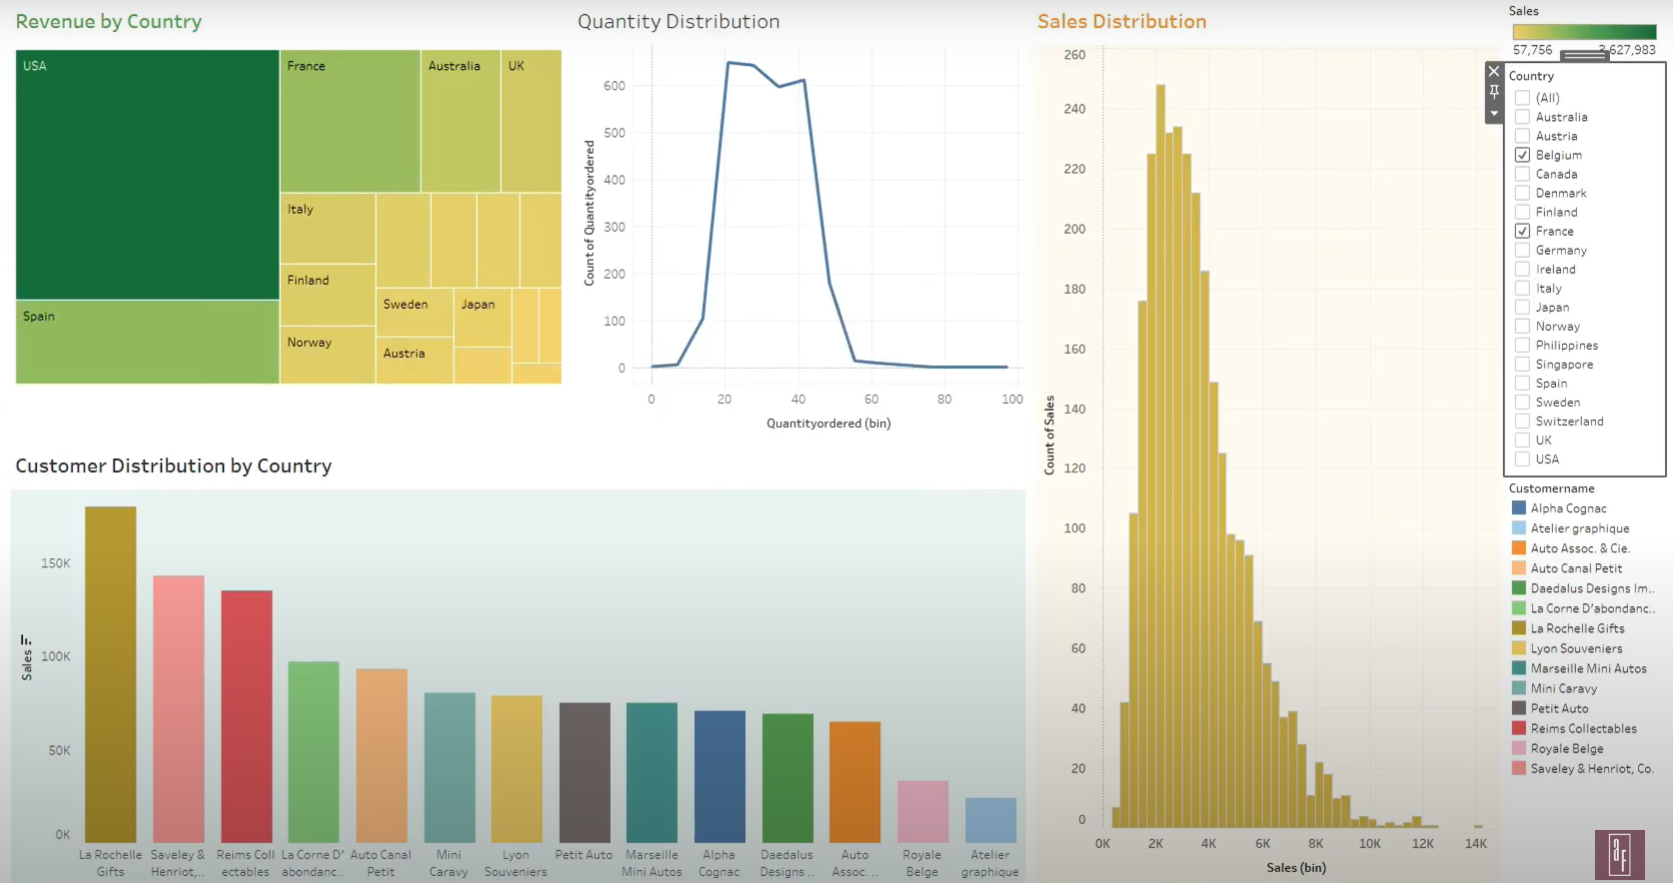 Revenue by Country
USA
France
Australia
UK
Spain
Italy
Finland
Norway
Sweden
Japan
Austria
Quantity Distribution
Count of Quantityordered
600
500
400
300
200
100
0
0 20 40 60 80 100
Quantityordered (bin)
Sales Distribution
Count of Sales
260
240
220
200
180
160
140
120
100
80
60
40
20
0
0K 2K 4K 6K 8K 10K 12K 14K
Sales (bin)
Customer Distribution by Country
Sales
150K
100K
50K
0K
La Rochelle
Gifts
Saveley &
Henriot,..
Reims Coll
ectables
La Corne D'
abondanc..
Auto Canal
Petit
Mini
Caravy
Lyon
Souveniers
Petit Auto
Marseille
Mini Autos
Alpha
Cognac
Daedalus
Designs ..
Auto
Assoc. ..
Royale
Belge
Atelier
graphique
Sales
57,756 3,627,983
Country
(All)
Australia
Austria
Belgium
Canada
Denmark
Finland
France
Germany
Ireland
Italy
Japan
Norway
Philippines
Singapore
Spain
Sweden
Switzerland
UK
USA
Customername
Alpha Cognac
Atelier graphique
Auto Assoc. & Cie.
Auto Canal Petit
Daedalus Designs Im..
La Corne D'abondanc..
La Rochelle Gifts
Lyon Souveniers
Marseille Mini Autos
Mini Caravy
Petit Auto
Reims Collectables
Royale Belge
Saveley & Henriot, Co.